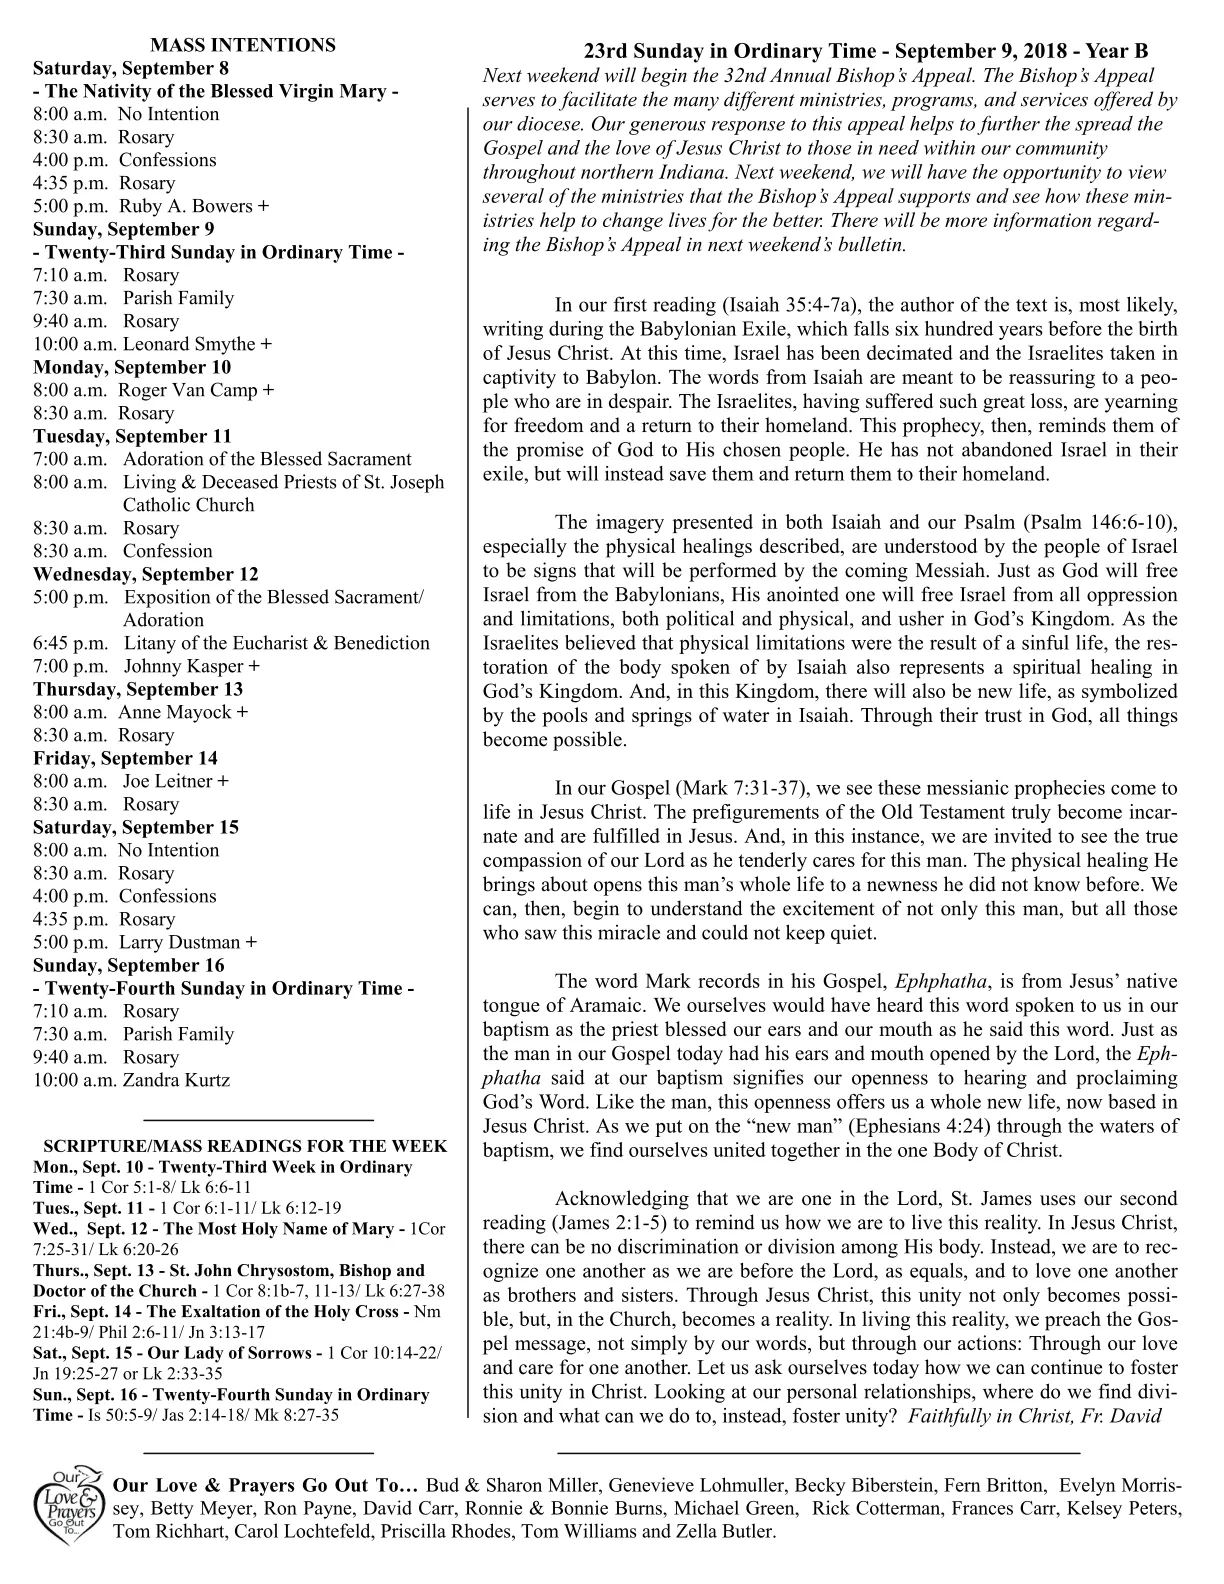 MASS INTENTIONS
Saturday, September 8
- The Nativity of the Blessed Virgin Mary -
8:00 a.m. No Intention
8:30 a.m. Rosary
4:00 p.m. Confessions
4:35 p.m. Rosary
5:00 p.m. Ruby A. Bowers +
Sunday, September 9
- Twenty-Third Sunday in Ordinary Time -
7:10 a.m. Rosary
7:30 a.m. Parish Family
9:40 a.m. Rosary
10:00 a.m. Leonard Smythe +
Monday, September 10
8:00 a.m. Roger Van Camp +
8:30 a.m. Rosary
Tuesday, September 11
7:00 a.m. Adoration of the Blessed Sacrament
8:00 a.m. Living & Deceased Priests of St. Joseph
Catholic Church
8:30 a.m. Rosary
8:30 a.m. Confession
Wednesday, September 12
5:00 p.m. Exposition of the Blessed Sacrament/
Adoration
6:45 p.m. Litany of the Eucharist & Benediction
7:00 p.m. Johnny Kasper +
Thursday, September 13
8:00 a.m. Anne Mayock +
8:30 a.m. Rosary
Friday, September 14
8:00 a.m. Joe Leitner +
8:30 a.m. Rosary
Saturday, September 15
8:00 a.m. No Intention
8:30 a.m. Rosary
4:00 p.m. Confessions
4:35 p.m. Rosary
5:00 p.m. Larry Dustman +
Sunday, September 16
- Twenty-Fourth Sunday in Ordinary Time -
7:10 a.m. Rosary
7:30 a.m. Parish Family
9:40 a.m. Rosary
10:00 a.m. Zandra Kurtz
SCRIPTURE/MASS READINGS FOR THE WEEK
Mon., Sept. 10 - Twenty-Third Week in Ordinary
Time - 1 Cor 5:1-8/ Lk 6:6-11
Tues., Sept. 11 - 1 Cor 6:1-11/ Lk 6:12-19
Wed., Sept. 12 - The Most Holy Name of Mary - 1Cor
7:25-31/ Lk 6:20-26
Thurs., Sept. 13 - St. John Chrysostom, Bishop and
Doctor of the Church - 1 Cor 8:1b-7, 11-13/ Lk 6:27-38
Fri., Sept. 14 - The Exaltation of the Holy Cross - Nm
21:4b-9/ Phil 2:6-11/ Jn 3:13-17
Sat., Sept. 15 - Our Lady of Sorrows - 1 Cor 10:14-22/
Jn 19:25-27 or Lk 2:33-35
Sun., Sept. 16 - Twenty-Fourth Sunday in Ordinary
Time - Is 50:5-9/ Jas 2:14-18/ Mk 8:27-35
23rd Sunday in Ordinary Time - September 9, 2018 - Year B
Next weekend will begin the 32nd Annual Bishop's Appeal. The Bishop's Appeal
serves to facilitate the many different ministries, programs, and services offered by
our diocese. Our generous response to this appeal helps to further the spread the
Gospel and the love of Jesus Christ to those in need within our community
throughout northern Indiana. Next weekend, we will have the opportunity to view
several of the ministries that the Bishop's Appeal supports and see how these min-
istries help to change lives for the better. There will be more information regard-
ing the Bishop's Appeal in next weekend's bulletin.
In our first reading (Isaiah 35:4-7a), the author of the text is, most likely,
writing during the Babylonian Exile, which falls six hundred years before the birth
of Jesus Christ. At this time, Israel has been decimated and the Israelites taken in
captivity to Babylon. The words from Isaiah are meant to be reassuring to a peo-
ple who are in despair. The Israelites, having suffered such great loss, are yearning
for freedom and a return to their homeland. This prophecy, then, reminds them of
the promise of God to His chosen people. He has not abandoned Israel in their
exile, but will instead save them and return them to their homeland.
The imagery presented in both Isaiah and our Psalm (Psalm 146:6-10),
especially the physical healings described, are understood by the people of Israel
to be signs that will be performed by the coming Messiah. Just as God will free
Israel from the Babylonians, His anointed one will free Israel from all oppression
and limitations, both political and physical, and usher in God's Kingdom. As the
Israelites believed that physical limitations were the result of a sinful life, the res-
toration of the body spoken of by Isaiah also represents a spiritual healing in
God's Kingdom. And, in this Kingdom, there will also be new life, as symbolized
by the pools and springs of water in Isaiah. Through their trust in God, all things
become possible.
In our Gospel (Mark 7:31-37), we see these messianic prophecies come to
life in Jesus Christ. The prefigurements of the Old Testament truly become incar-
nate and are fulfilled in Jesus. And, in this instance, we are invited to see the true
compassion of our Lord as he tenderly cares for this man. The physical healing He
brings about opens this man's whole life to a newness he did not know before. We
can, then, begin to understand the excitement of not only this man, but all those
who saw this miracle and could not keep quiet.
The word Mark records in his Gospel, Ephphatha, is from Jesus' native
tongue of Aramaic. We ourselves would have heard this word spoken to us in our
baptism as the priest blessed our ears and our mouth as he said this word. Just as
the man in our Gospel today had his ears and mouth opened by the Lord, the Eph-
phatha said at our baptism signifies our openness to hearing and proclaiming
God's Word. Like the man, this openness offers us a whole new life, now based in
Jesus Christ. As we put on the “new man” (Ephesians 4:24) through the waters of
baptism, we find ourselves united together in the one Body of Christ.
Acknowledging that we are one in the Lord, St. James uses our second
reading (James 2:1-5) to remind us how we are to live this reality. In Jesus Christ,
there can be no discrimination or division among His body. Instead, we are to rec-
ognize one another as we are before the Lord, as equals, and to love one another
as brothers and sisters. Through Jesus Christ, this unity not only becomes possi-
ble, but, in the Church, becomes a reality. In living this reality, we preach the Gos-
pel message, not simply by our words, but through our actions: Through our love
and care for one another. Let us ask ourselves today how we can continue to foster
this unity in Christ. Looking at our personal relationships, where do we find divi-
sion and what can we do to, instead, foster unity? Faithfully in Christ, Fr. David
Our
Love &
Prayers
Go Out
To...
Our Love & Prayers Go Out To… Bud & Sharon Miller, Genevieve Lohmuller, Becky Biberstein, Fern Britton, Evelyn Morris-
sey, Betty Meyer, Ron Payne, David Carr, Ronnie & Bonnie Burns, Michael Green, Rick Cotterman, Frances Carr, Kelsey Peters,
Tom Richhart, Carol Lochtefeld, Priscilla Rhodes, Tom Williams and Zella Butler.